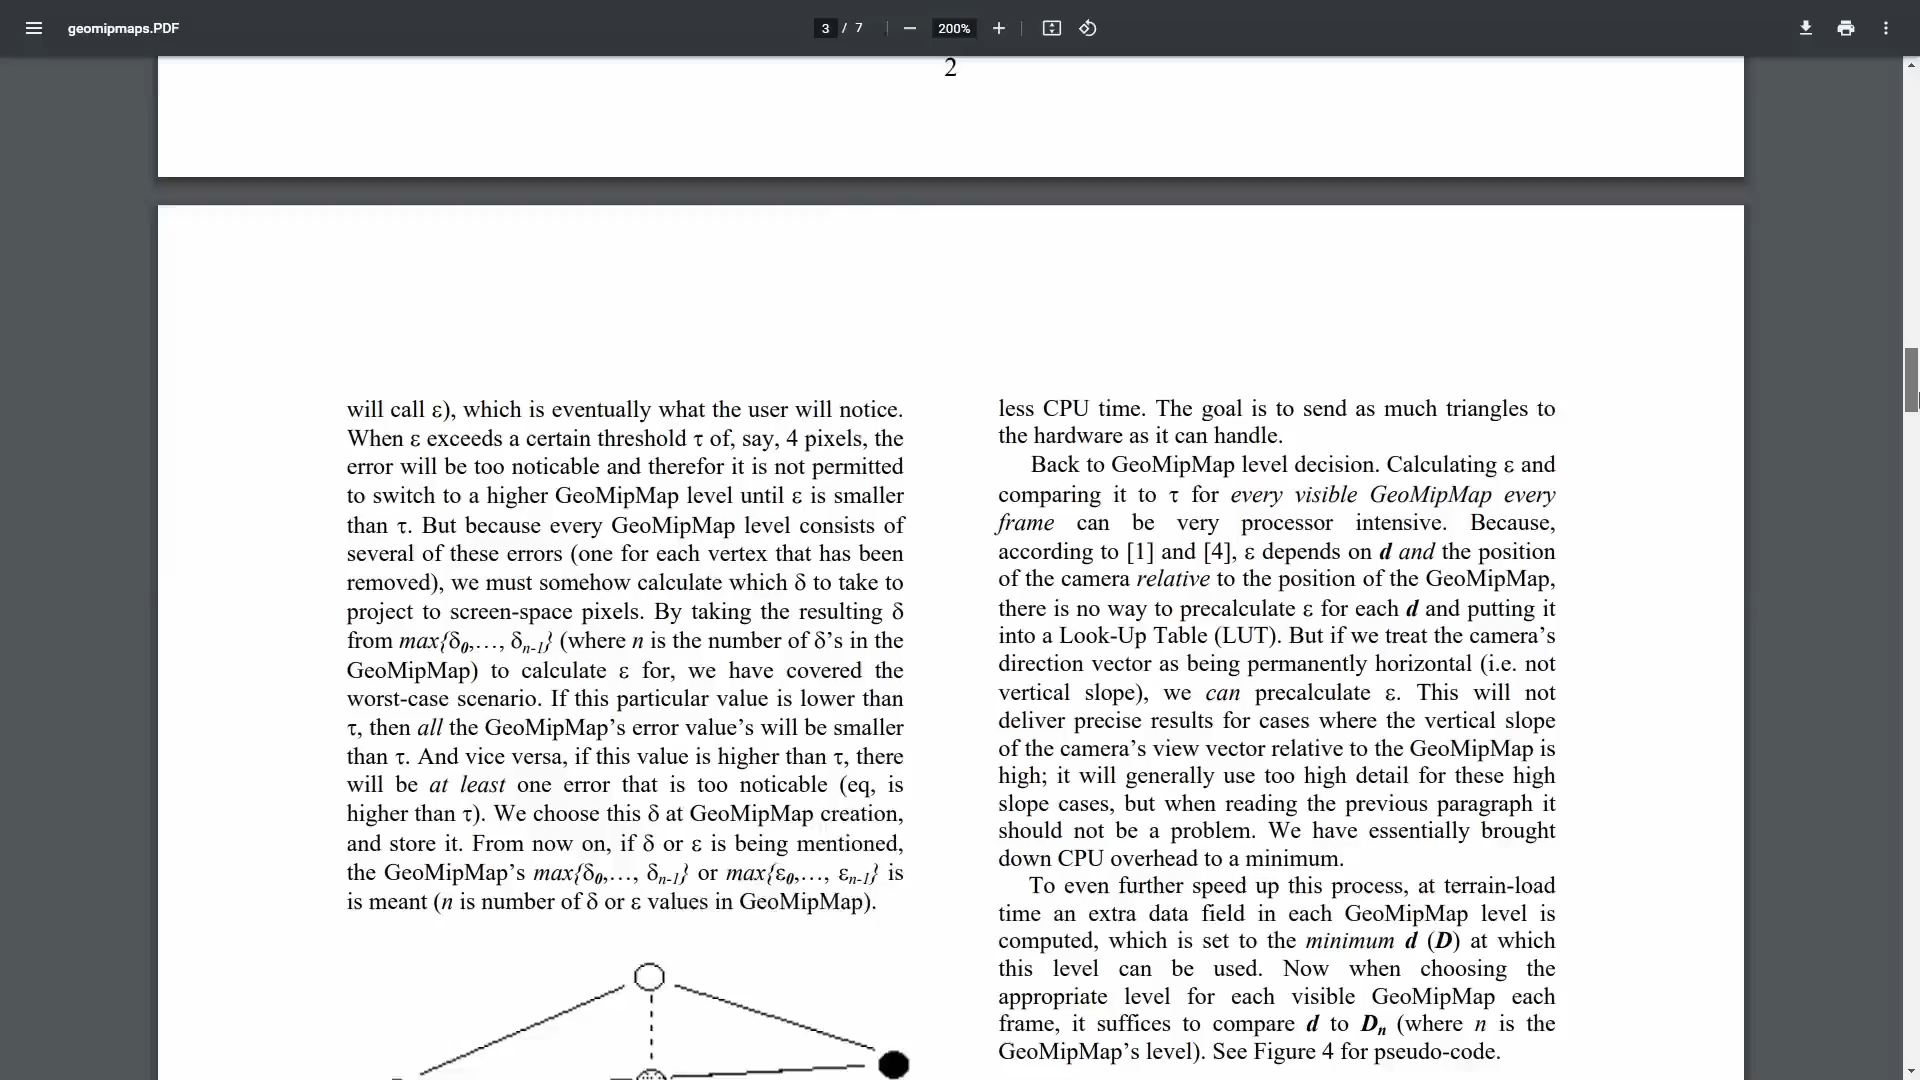 geomipmaps.PDF
3 / 7
200%
2
will call ε), which is eventually what the user will notice.
When ε exceeds a certain threshold τ of, say, 4 pixels, the
error will be too noticable and therefor it is not permitted
to switch to a higher GeoMipMap level until ε is smaller
than τ. But because every GeoMipMap level consists of
several of these errors (one for each vertex that has been
removed), we must somehow calculate which δ to take to
project to screen-space pixels. By taking the resulting δ
from max{δ0,…, δn-1} (where n is the number of δ's in the
GeoMipMap) to calculate ε for, we have covered the
worst-case scenario. If this particular value is lower than
τ, then all the GeoMipMap's error value's will be smaller
than τ. And vice versa, if this value is higher than τ, there
will be at least one error that is too noticable (eq, is
higher than τ). We choose this δ at GeoMipMap creation,
and store it. From now on, if δ or ε is being mentioned,
the GeoMipMap's max{δ0,…, δn-1} or max{ε0,…, εn-1} is
is meant (n is number of δ or ε values in GeoMipMap).
less CPU time. The goal is to send as much triangles to
the hardware as it can handle.
Back to GeoMipMap level decision. Calculating ε and
comparing it to τ for every visible GeoMipMap every
frame can be very processor intensive. Because,
according to [1] and [4], ε depends on d and the position
of the camera relative to the position of the GeoMipMap,
there is no way to precalculate ε for each d and putting it
into a Look-Up Table (LUT). But if we treat the camera's
direction vector as being permanently horizontal (i.e. not
vertical slope), we can precalculate ε. This will not
deliver precise results for cases where the vertical slope
of the camera's view vector relative to the GeoMipMap is
high; it will generally use too high detail for these high
slope cases, but when reading the previous paragraph it
should not be a problem. We have essentially brought
down CPU overhead to a minimum.
To even further speed up this process, at terrain-load
time an extra data field in each GeoMipMap level is
computed, which is set to the minimum d (D) at which
this level can be used. Now when choosing the
appropriate level for each visible GeoMipMap each
frame, it suffices to compare d to Dn (where n is the
GeoMipMap's level). See Figure 4 for pseudo-code.